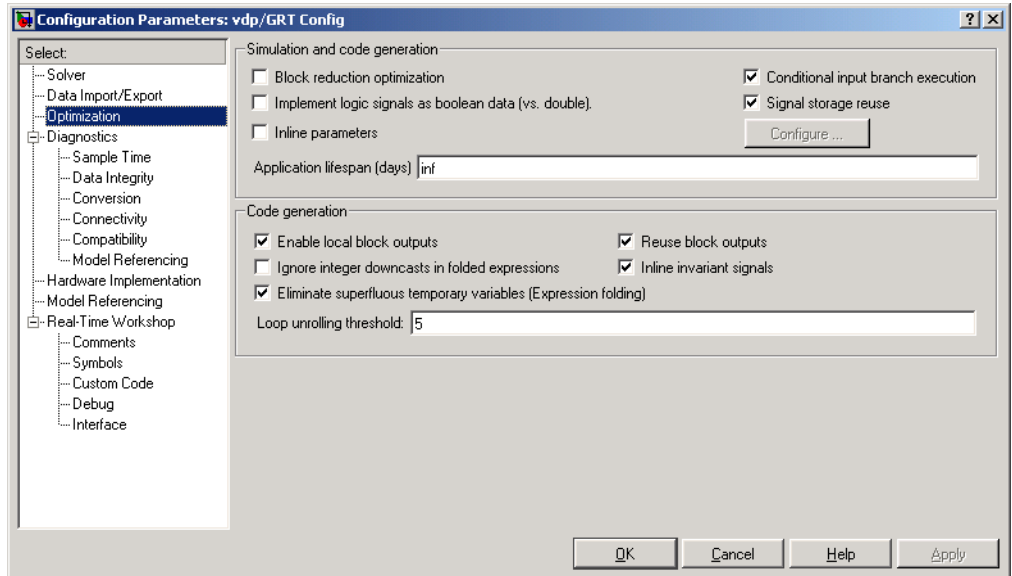 Configuration Parameters: vdp/GRT Config
Select:
Solver
Data Import/Export
Optimization
Diagnostics
Sample Time
Data Integrity
Conversion
Connectivity
Compatibility
Model Referencing
Hardware Implementation
Model Referencing
Real-Time Workshop
Comments
Symbols
Custom Code
Debug
Interface
Simulation and code generation
Block reduction optimization
Conditional input branch execution
Implement logic signals as boolean data (vs. double).
Signal storage reuse
Inline parameters
Configure ...
Application lifespan (days) inf
Code generation
Enable local block outputs
Reuse block outputs
Ignore integer downcasts in folded expressions
Inline invariant signals
Eliminate superfluous temporary variables (Expression folding)
Loop unrolling threshold: 5
OK Cancel Help Apply